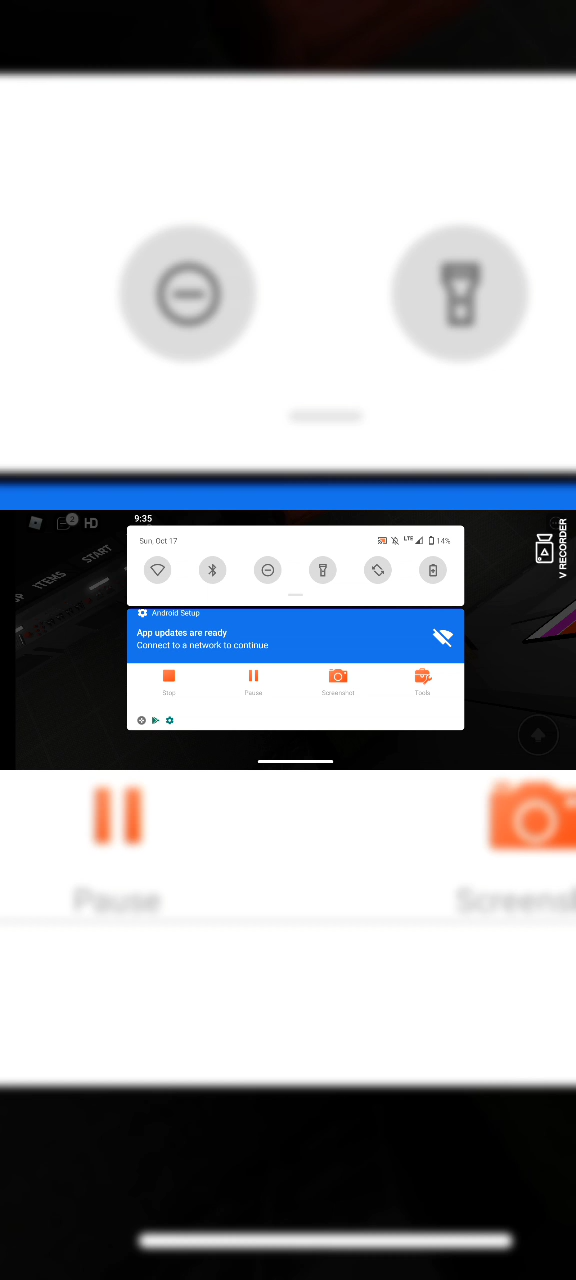 2
HD
START
ITEMS
9:35
Sun, Oct 17
LTE
14%
Android Setup
App updates are ready
Connect to a network to continue
Stop
Pause
Screenshot
Tools
V RECORDER
Pause